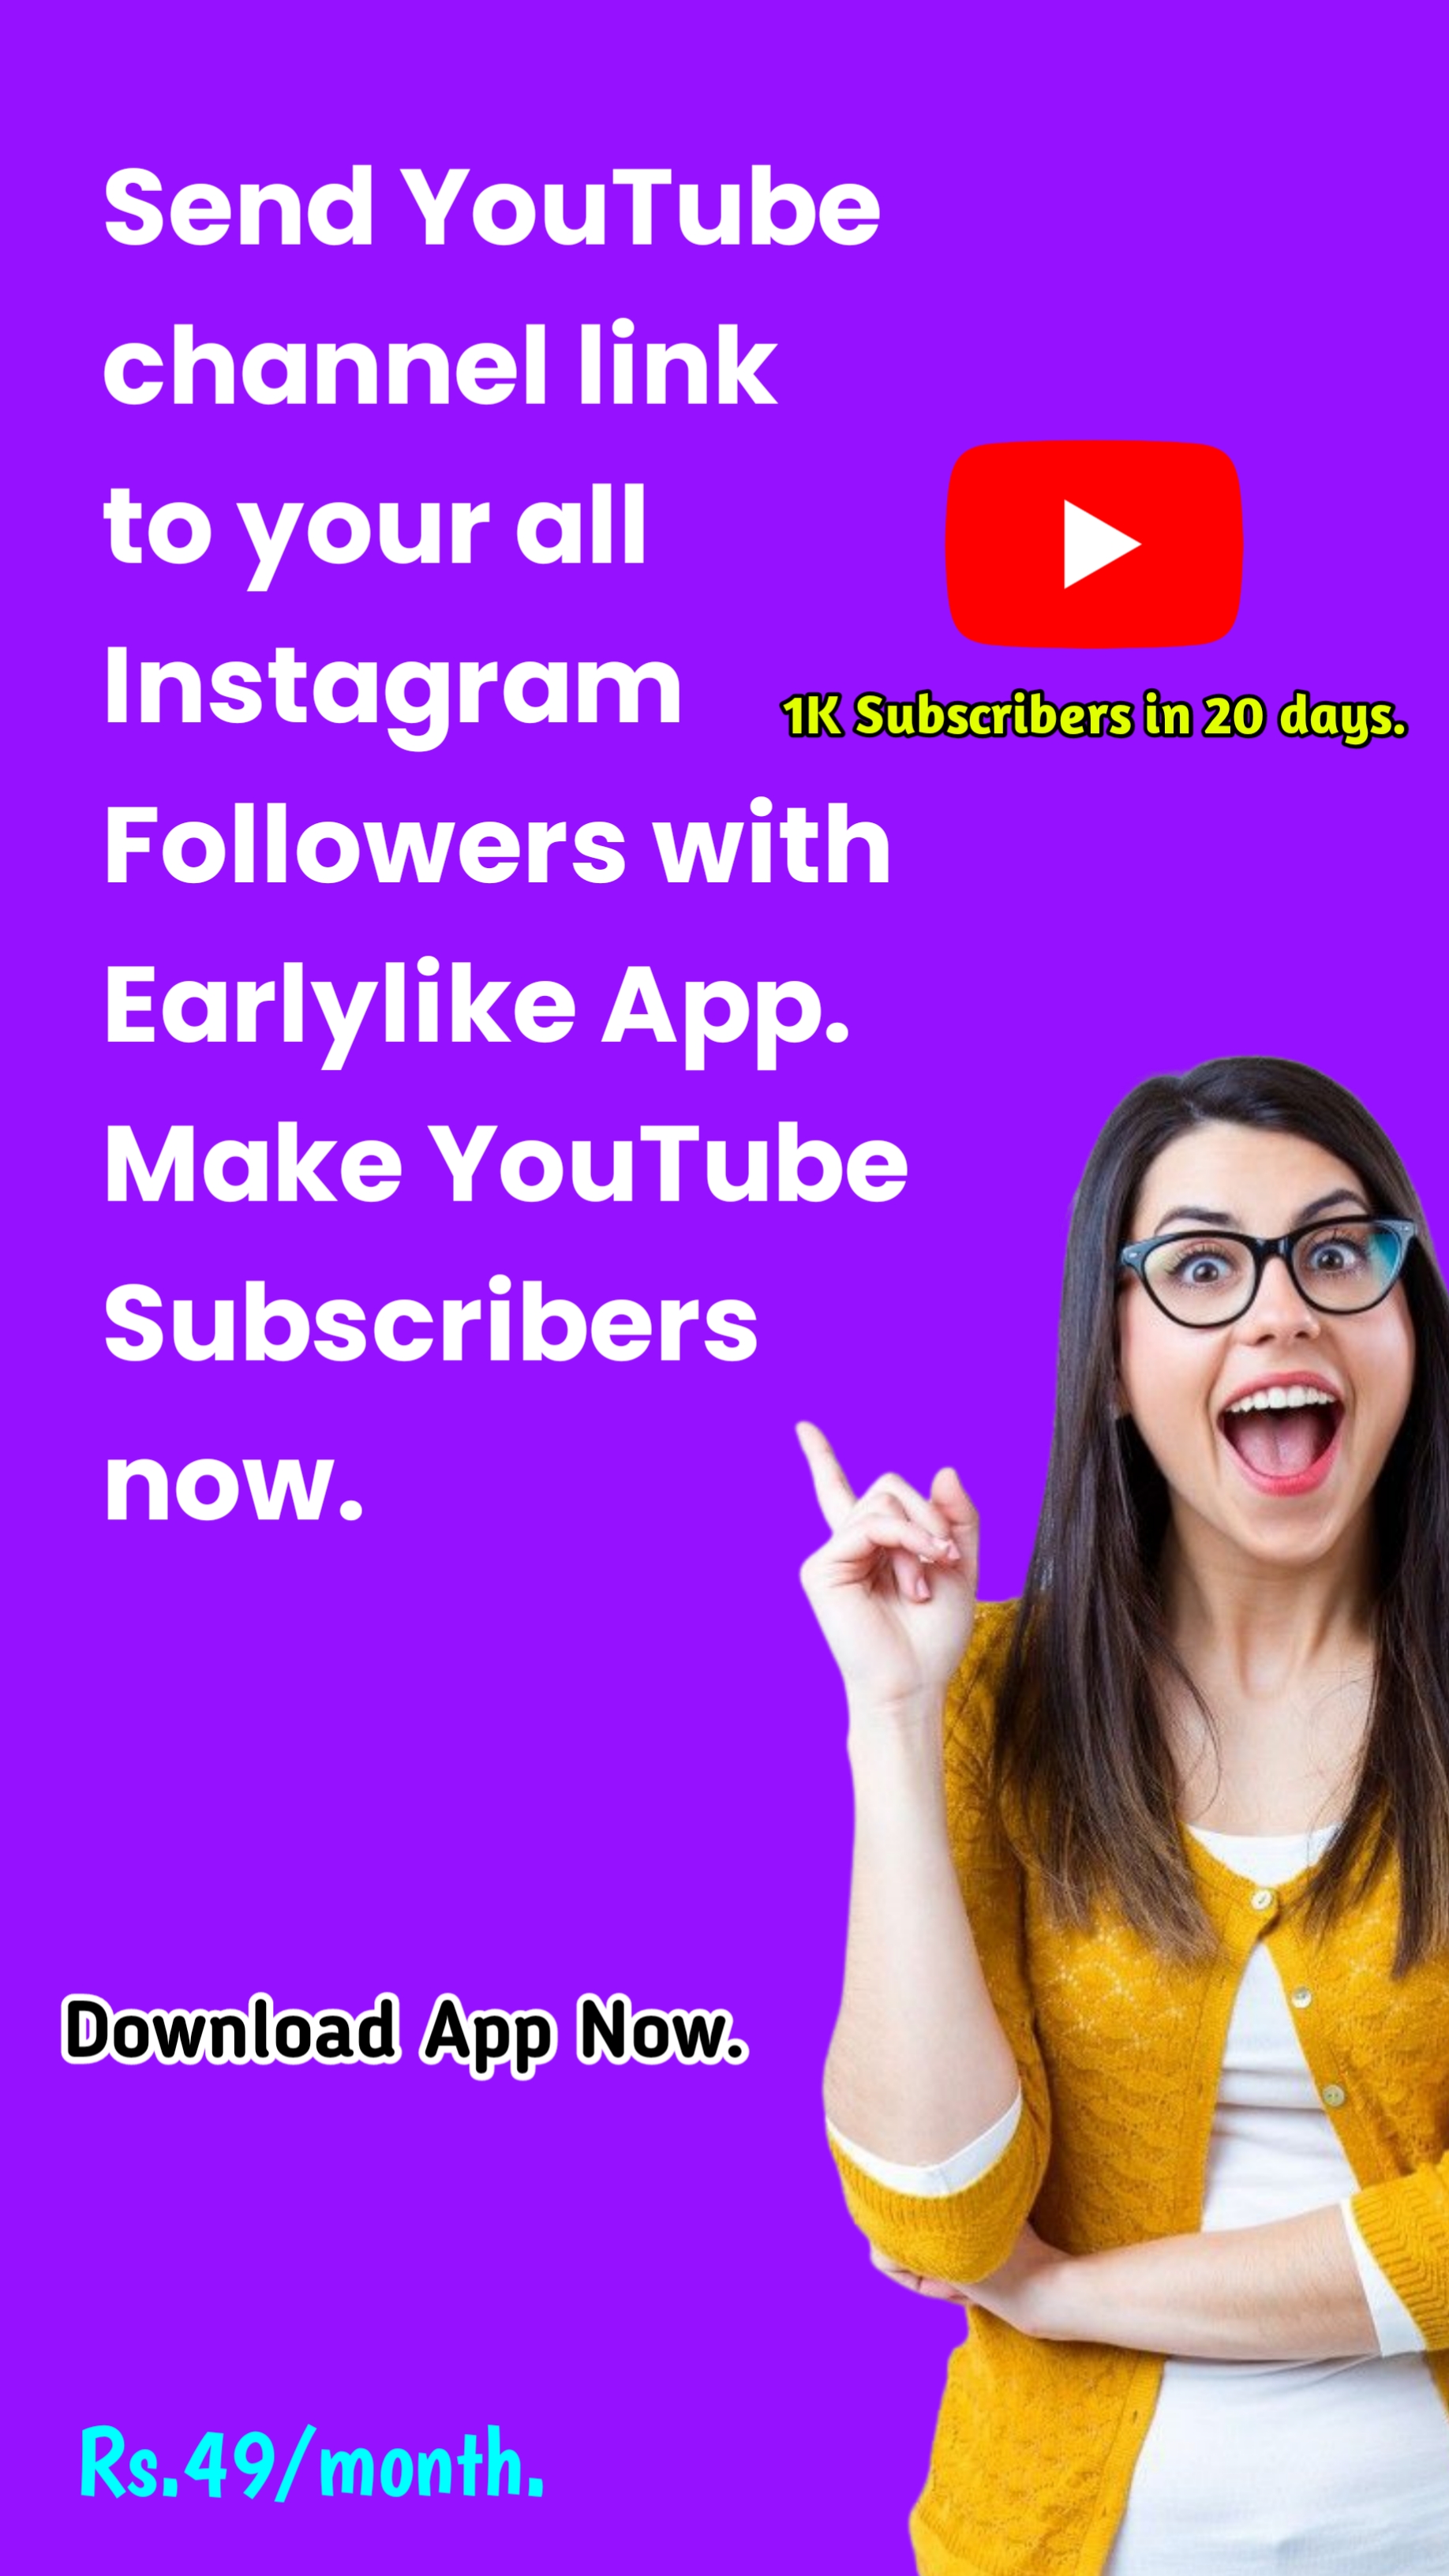 Send YouTube
channel link
to your all
Instagram
1K Subscribers in 20 days.
Followers with
Earlylike App.
Make YouTube
Subscribers
now.
Download App Now.
Rs.49/month.